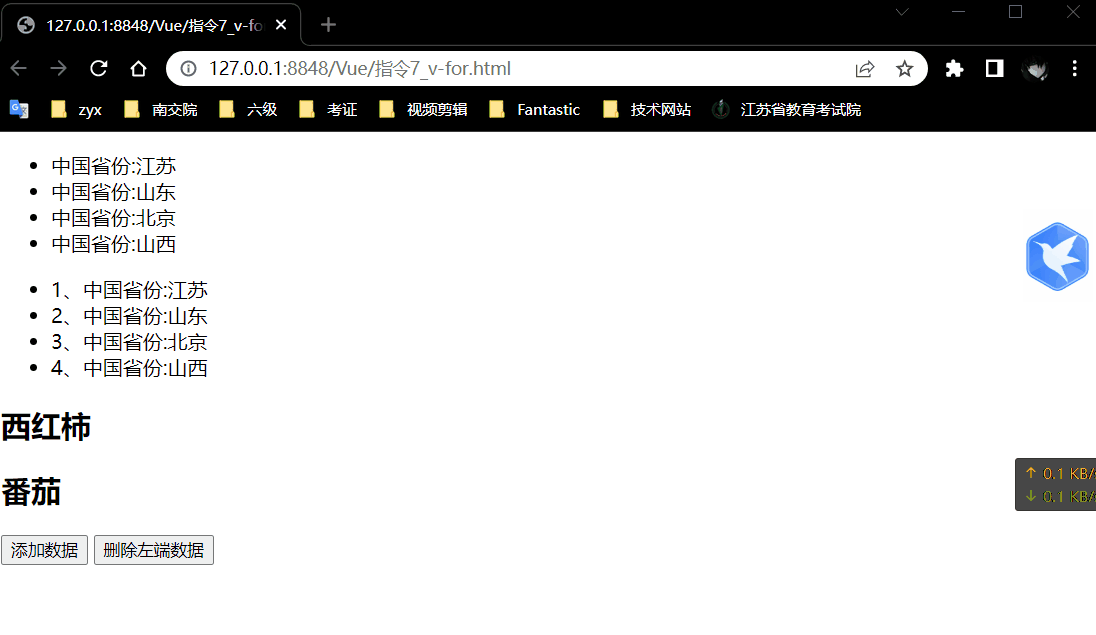 127.0.0.1:8848/Vue/指令7_v-fo
127.0.0.1:8848/Vue/指令7_v-for.html
zyx 南交院 六级 考证 视频剪辑 Fantastic 技术网站 江苏省教育考试院
中国省份:江苏
中国省份:山东
中国省份:北京
中国省份:山西
1、中国省份:江苏
2、中国省份:山东
3、中国省份:北京
4、中国省份:山西
西红柿
番茄
↑ 0.1 KB/
↓ 0.1 KB/
添加数据 删除左端数据